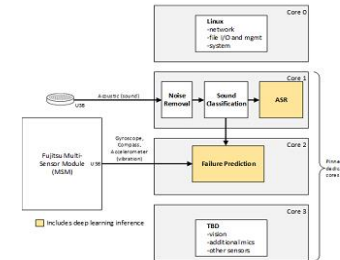 Core 0
Linux
-network
-file I/O and mgmt
-system
Core 1
Acoustic (sound)
USB
Noise
Removal
Sound
Classification
ASR
Fujitsu Multi-
Sensor Module
(MSM)
USB
Gyroscope,
Compass,
Accelerometer
(vibration)
Core 2
Failure Prediction
Core 3
TBD
-vision
-additional mics
-other sensors
Includes deep learning inference
cores